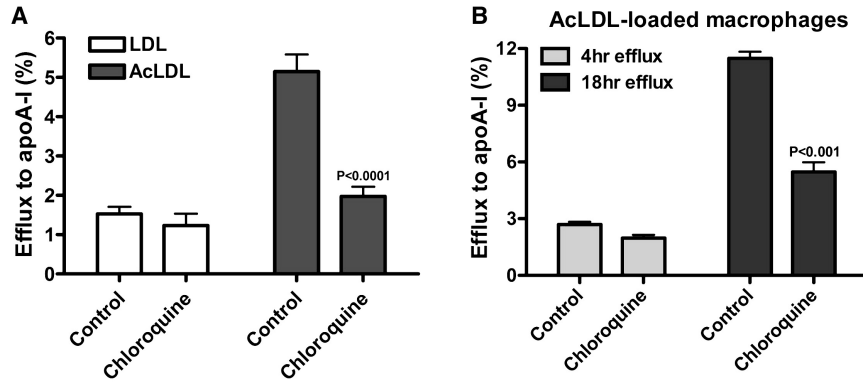 A
Efflux to apoA-I (%)
6
5
4
3
2
1
0
LDL
AcLDL
P<0.0001
Control
Chloroquine
Control
Chloroquine
B
AcLDL-loaded macrophages
Efflux to apoA-I (%)
12
9
6
3
0
4hr efflux
18hr efflux
P<0.001
Control
Chloroquine
Control
Chloroquine